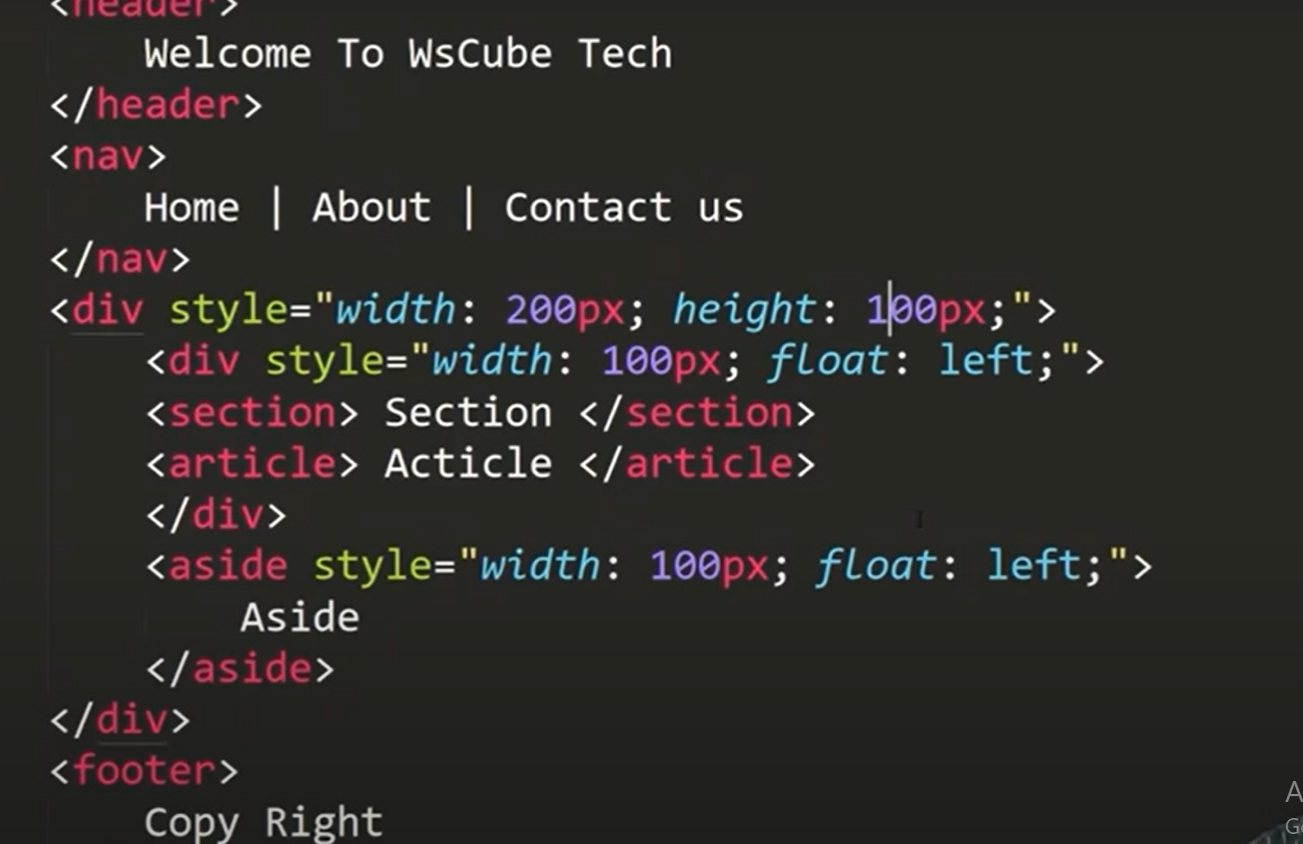 <header>
Welcome To WsCube Tech
</header>
<nav>
Home | About | Contact us
</nav>
<div style="width: 200px; height: 100px;">
<div style="width: 100px; float: left;">
<section> Section </section>
<article> Acticle </article>
</div>
<aside style="width: 100px; float: left;">
Aside
</aside>
</div>
<footer>
Copy Right